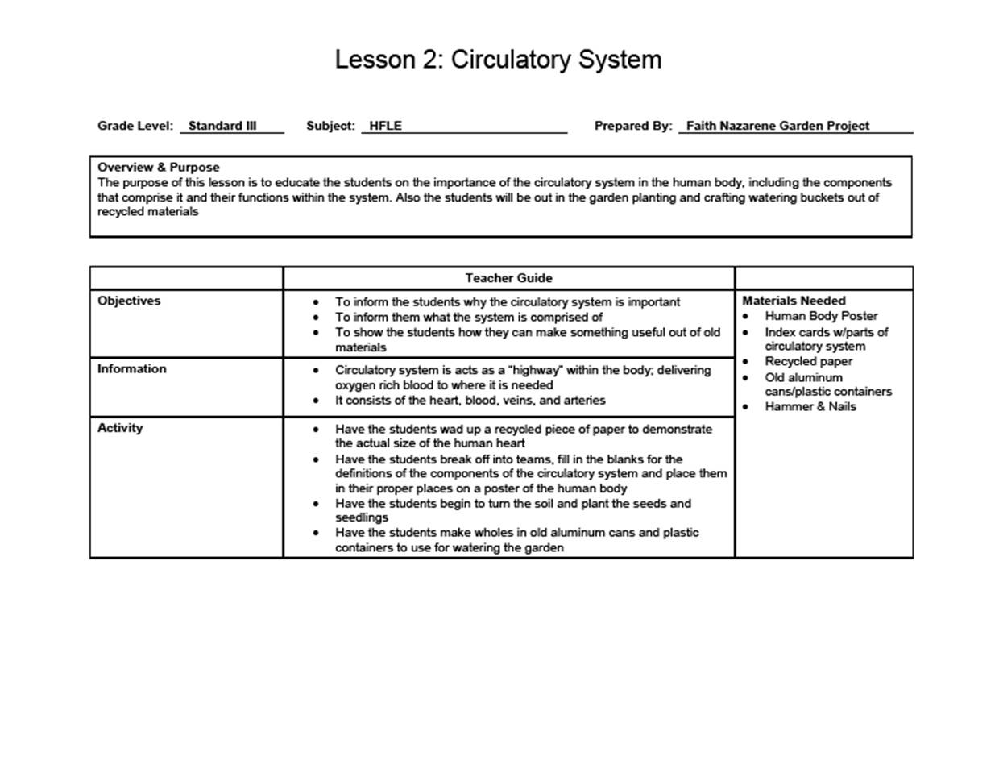 Lesson 2: Circulatory System
Grade Level: Standard III Subject: HFLE Prepared By: Faith Nazarene Garden Project
Overview & Purpose
The purpose of this lesson is to educate the students on the importance of the circulatory system in the human body, including the components
that comprise it and their functions within the system. Also the students will be out in the garden planting and crafting watering buckets out of
recycled materials
Teacher Guide
Objectives
• To inform the students why the circulatory system is important
• To inform them what the system is comprised of
• To show the students how they can make something useful out of old
materials
Information
• Circulatory system is acts as a "highway" within the body; delivering
oxygen rich blood to where it is needed
• It consists of the heart, blood, veins, and arteries
Activity
• Have the students wad up a recycled piece of paper to demonstrate
the actual size of the human heart
• Have the students break off into teams, fill in the blanks for the
definitions of the components of the circulatory system and place them
in their proper places on a poster of the human body
• Have the students begin to turn the soil and plant the seeds and
seedlings
• Have the students make wholes in old aluminum cans and plastic
containers to use for watering the garden
Materials Needed
• Human Body Poster
• Index cards w/parts of
circulatory system
• Recycled paper
• Old aluminum
cans/plastic containers
• Hammer & Nails